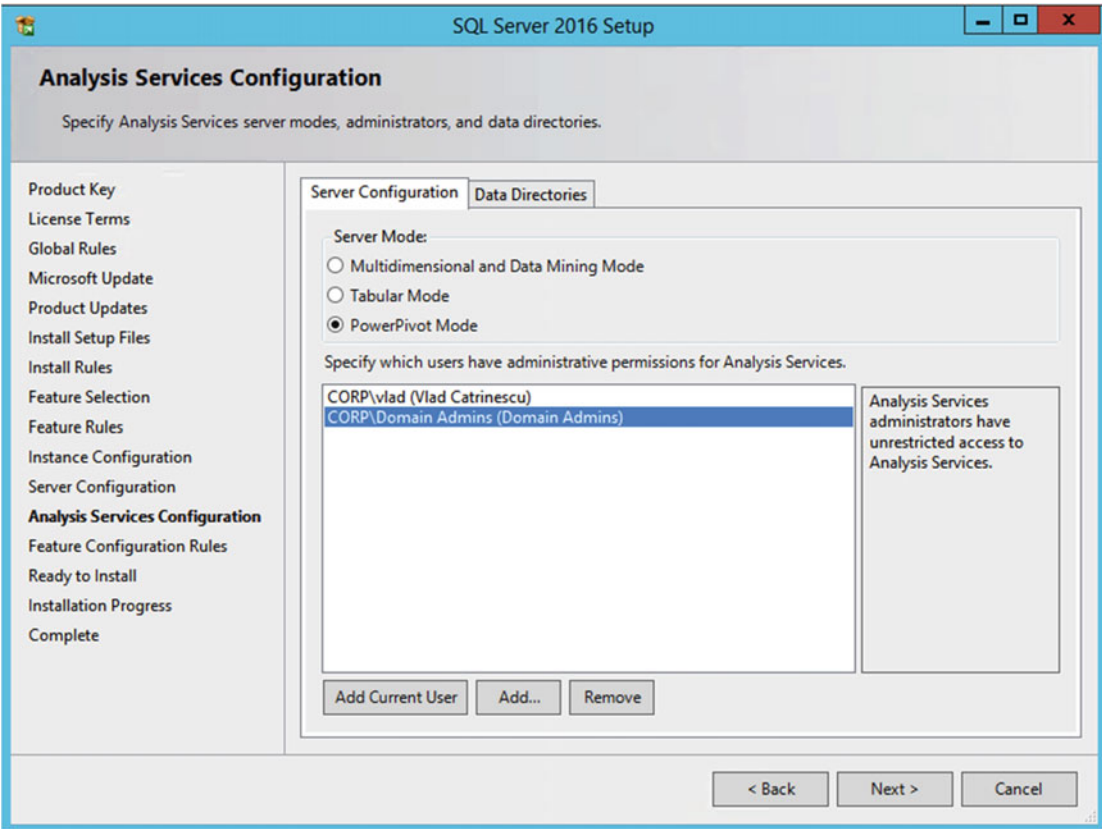 SQL Server 2016 Setup
Analysis Services Configuration
Specify Analysis Services server modes, administrators, and data directories.
Product Key
License Terms
Global Rules
Microsoft Update
Product Updates
Install Setup Files
Install Rules
Feature Selection
Feature Rules
Instance Configuration
Server Configuration
Analysis Services Configuration
Feature Configuration Rules
Ready to Install
Installation Progress
Complete
Server Configuration
Data Directories
Server Mode:
Multidimensional and Data Mining Mode
Tabular Mode
PowerPivot Mode
Specify which users have administrative permissions for Analysis Services.
CORP\vlad (Vlad Catrinescu)
CORP\Domain Admins (Domain Admins)
Analysis Services
administrators have
unrestricted access to
Analysis Services.
Add Current User
Add...
Remove
< Back
Next >
Cancel